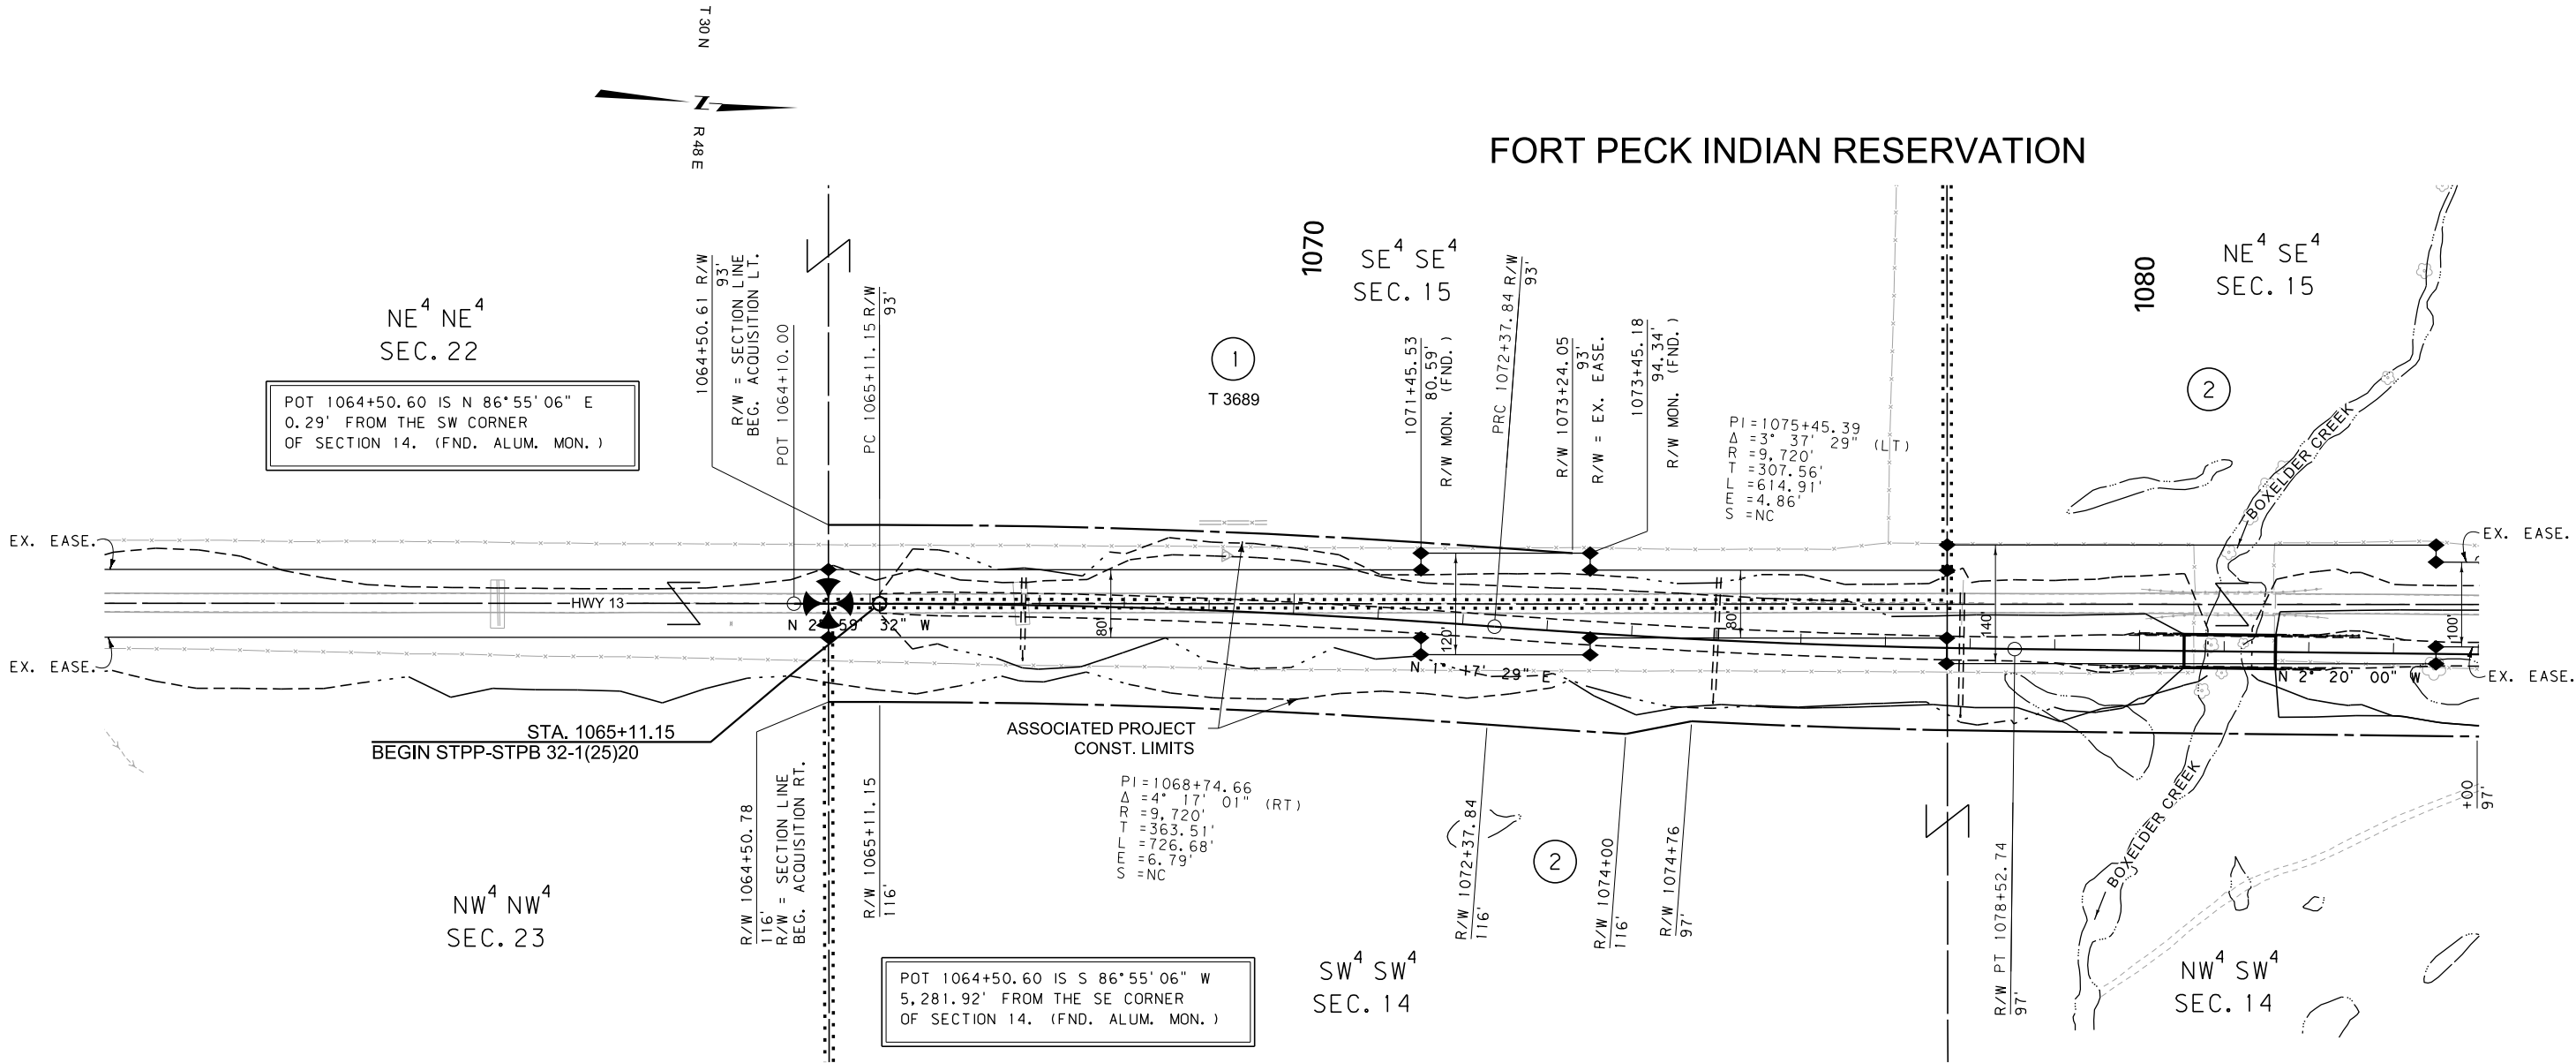 T 30 N
Z
R 48 E
FORT PECK INDIAN RESERVATION
NE4 NE4
SEC. 22
POT 1064+50.60 IS N 86°55'06" E
0.29' FROM THE SW CORNER
OF SECTION 14. (FND. ALUM. MON.)
1064+50.61 R/W
93'
R/W = SECTION LINE
BEG. ACQUISITION LT.
POT 1064+10.00
PC 1065+11.15 R/W
93'
1
T 3689
1070
SE4 SE4
SEC. 15
1071+45.53
80.59'
R/W MON. (FND.)
PRC 1072+37.84 R/W
93'
R/W 1073+24.05
93'
R/W = EX. EASE.
1073+45.18
94.34'
R/W MON. (FND.)
PI=1075+45.39
Δ =3° 37' 29" (LT)
R =9,720'
T =307.56'
L =614.91'
E =4.86'
S =NC
1080
NE4 SE4
SEC. 15
2
BOXELDER CREEK
EX. EASE.
EX. EASE.
HWY 13
80'
120'
80'
140'
100'
EX. EASE.
EX. EASE.
N 1° 17' 29" E
N 2° 20' 00" W
STA. 1065+11.15
BEGIN STPP-STPB 32-1(25)20
ASSOCIATED PROJECT
CONST. LIMITS
R/W 1064+50.78
116'
R/W = SECTION LINE
BEG. ACQUISITION RT.
R/W 1065+11.15
116'
PI=1068+74.66
Δ =4° 17' 01" (RT)
R =9,720'
T =363.51'
L =726.68'
E =6.79'
S =NC
R/W 1072+37.84
116'
2
R/W 1074+00
116'
R/W 1074+76
97'
R/W PT 1078+52.74
97'
BOXELDER CREEK
+00
97'
NW4 NW4
SEC. 23
POT 1064+50.60 IS S 86°55'06" W
5,281.92' FROM THE SE CORNER
OF SECTION 14. (FND. ALUM. MON.)
SW4 SW4
SEC. 14
NW4 SW4
SEC. 14